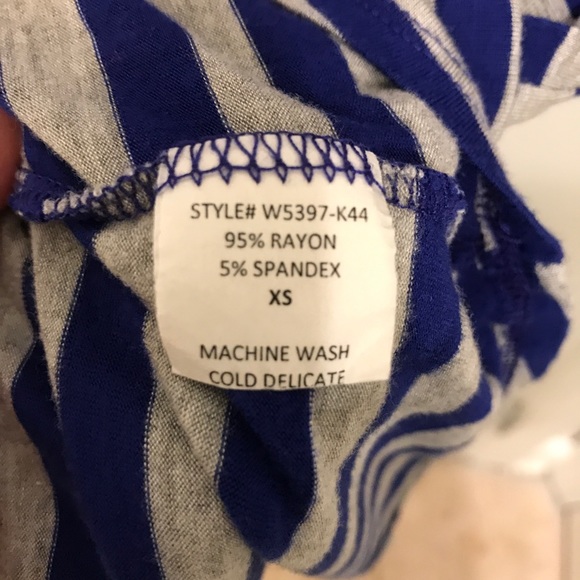 STYLE# W5397-K44
95% RAYON
5% SPANDEX
XS
MACHINE WASH
COLD DELICATE